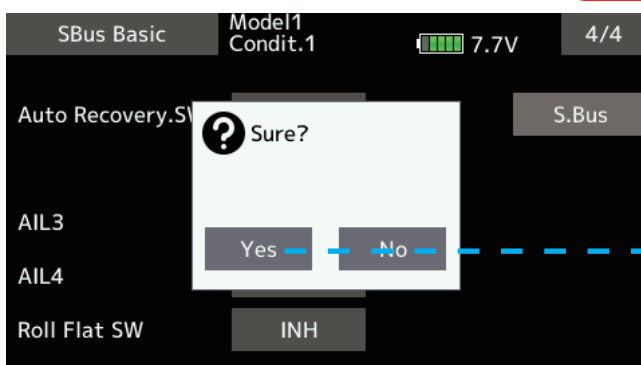 SBus Basic
Model1
Condit.1
7.7V
4/4
Auto Recovery.SW
S.Bus
Sure?
Yes
No
AIL3
AIL4
Roll Flat SW
INH